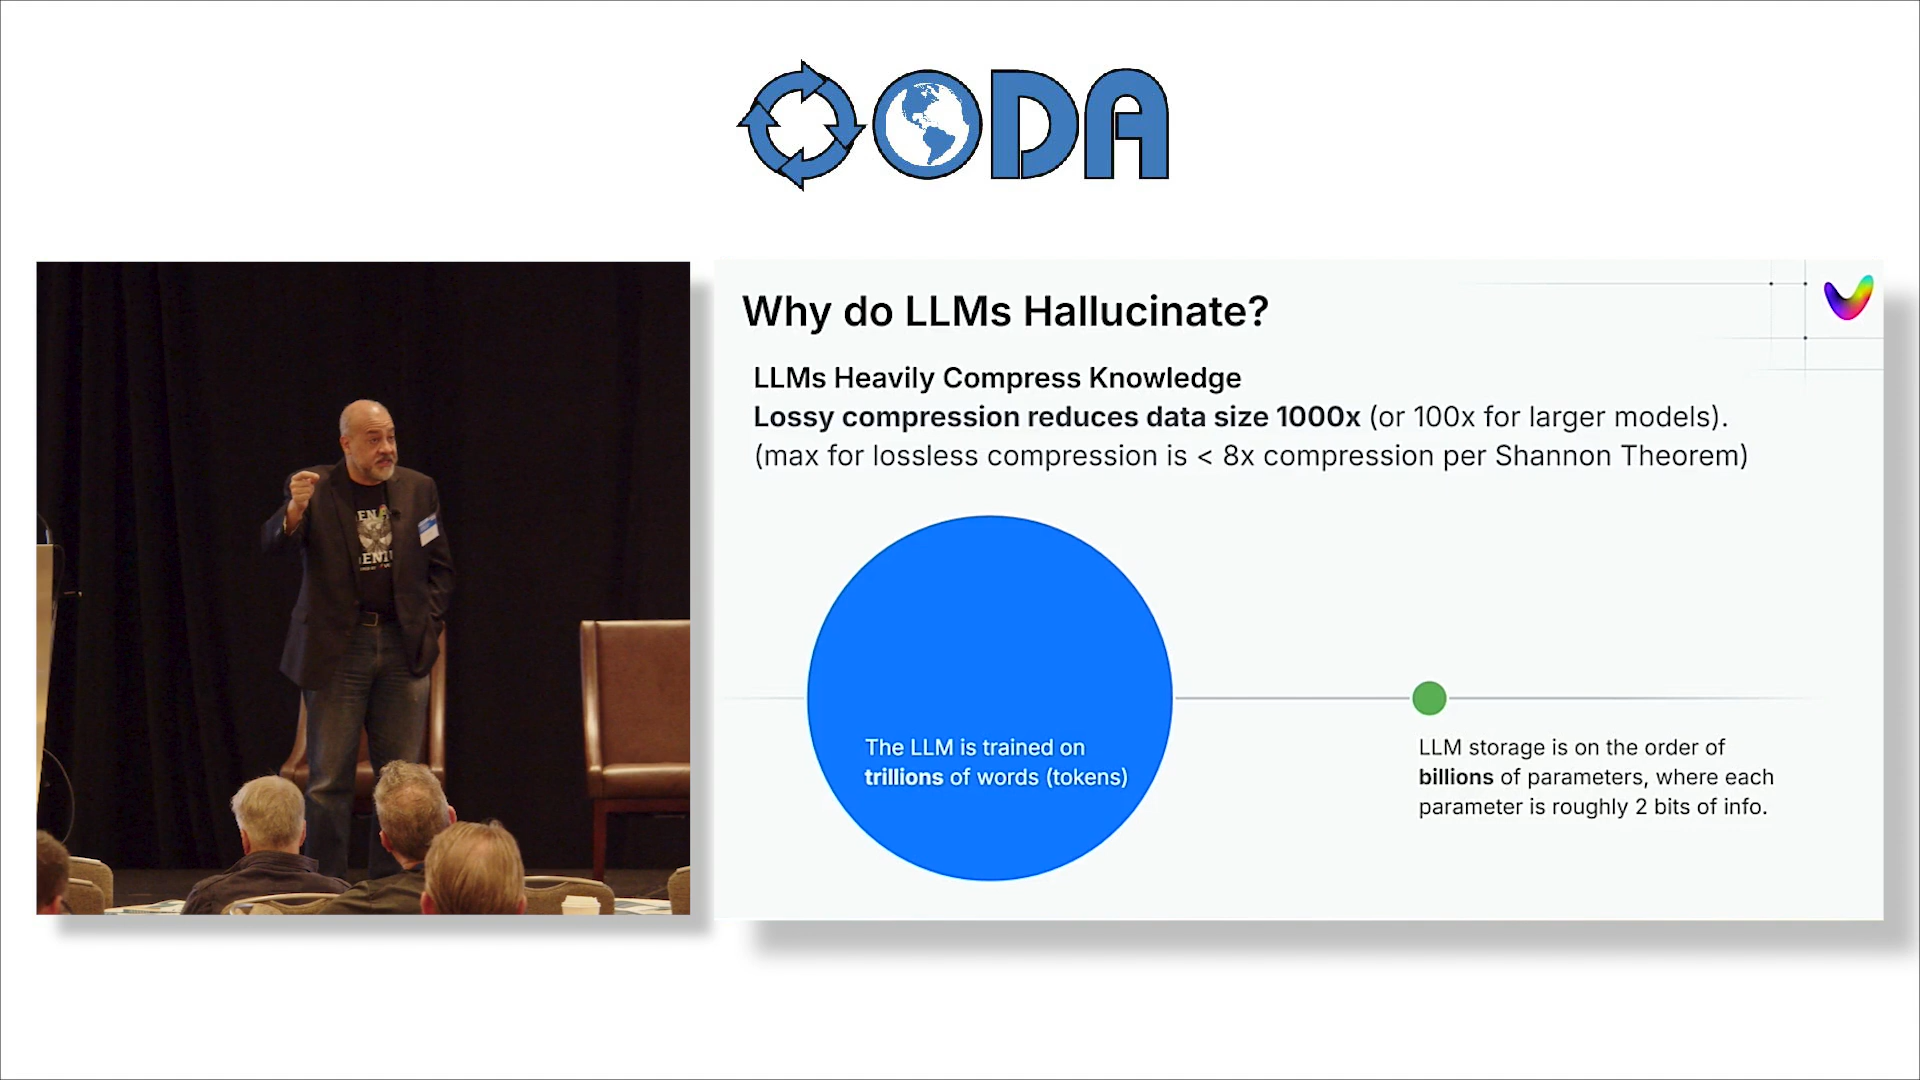 OODA
Why do LLMs Hallucinate?
LLMs Heavily Compress Knowledge
Lossy compression reduces data size 1000x (or 100x for larger models).
(max for lossless compression is < 8x compression per Shannon Theorem)
The LLM is trained on
trillions of words (tokens)
LLM storage is on the order of
billions of parameters, where each
parameter is roughly 2 bits of info.